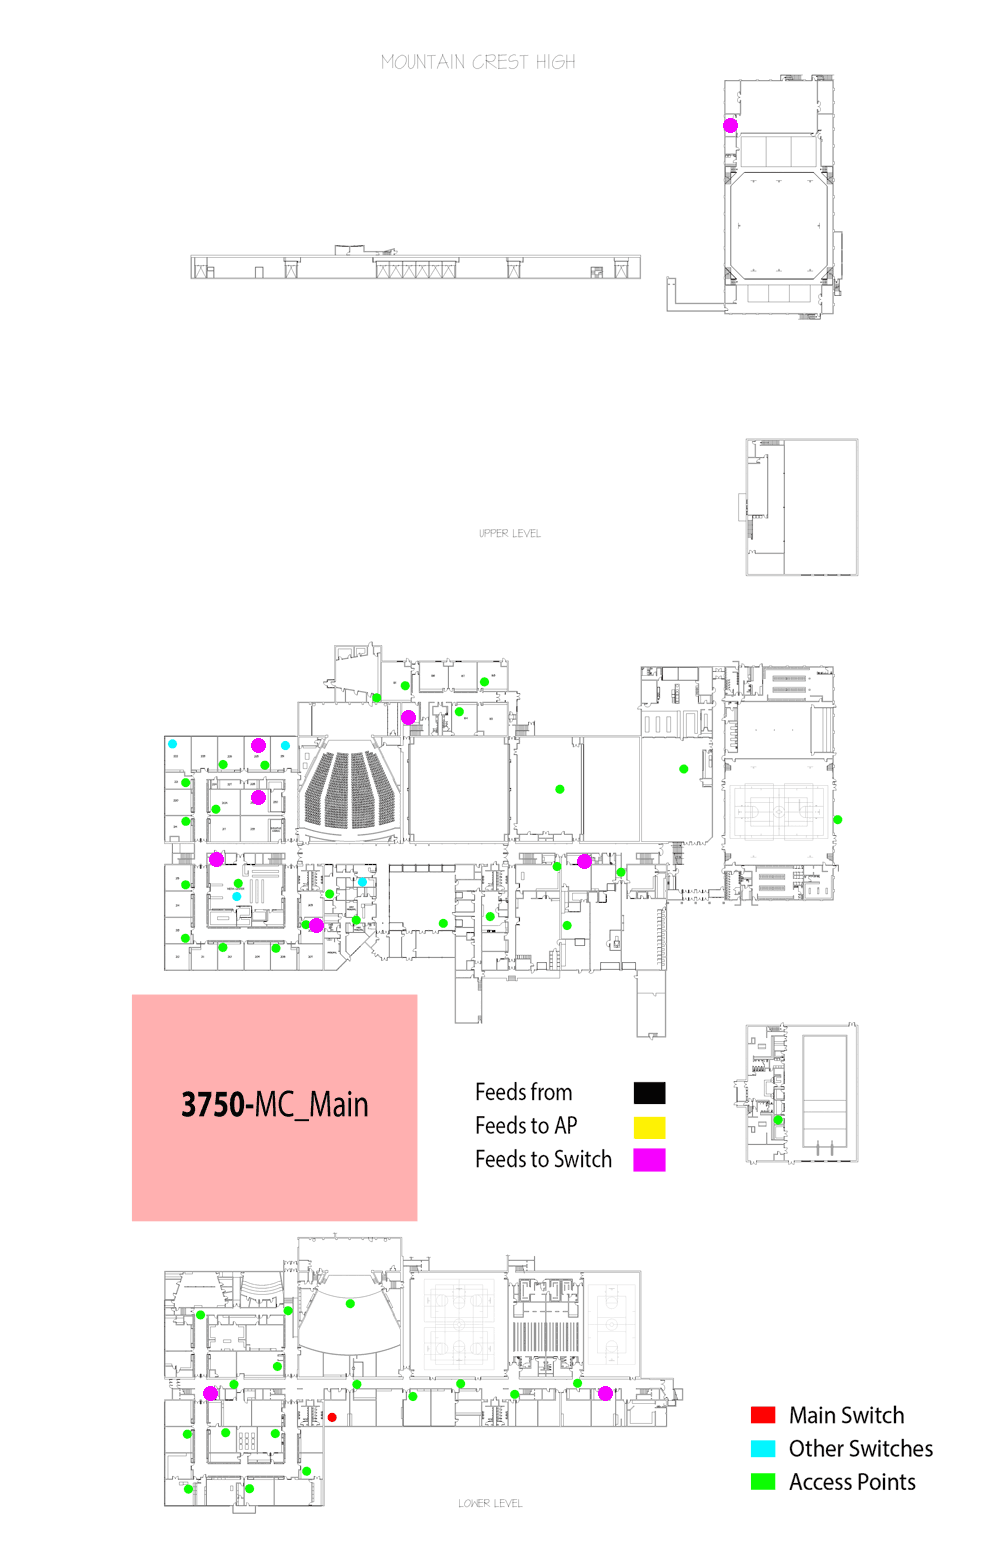 MOUNTAIN CREST HIGH
UPPER LEVEL
3750-MC_Main
Feeds from
Feeds to AP
Feeds to Switch
Main Switch
Other Switches
Access Points
LOWER LEVEL